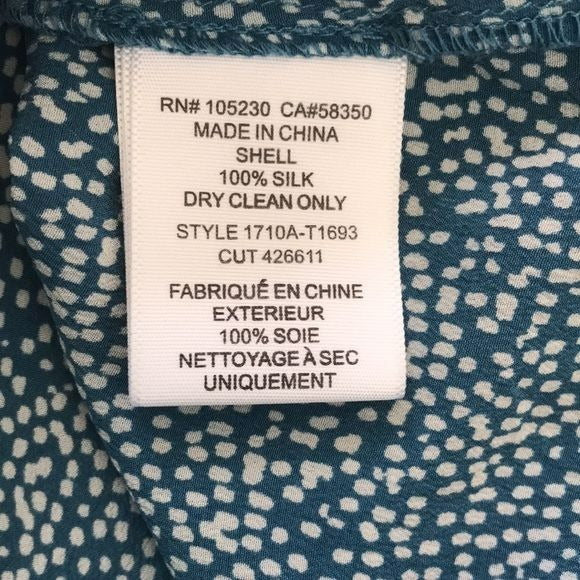 RN# 105230 CA#58350
MADE IN CHINA
SHELL
100% SILK
DRY CLEAN ONLY
STYLE 1710A-T1693
CUT 426611
FABRIQUÉ EN CHINE
EXTERIEUR
100% SOIE
NETTOYAGE À SEC
UNIQUEMENT